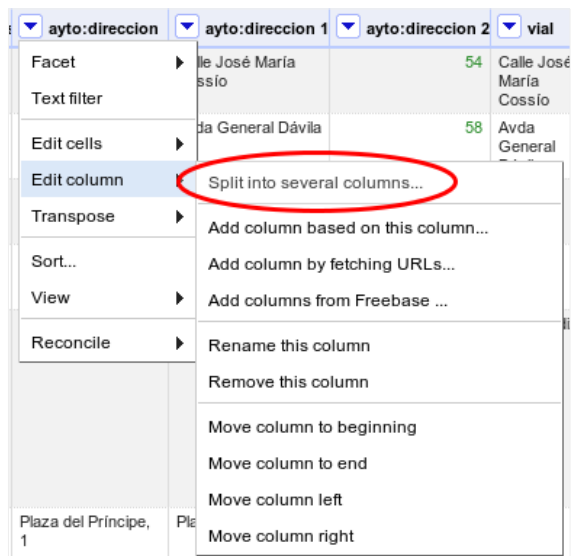 ayto:direccion ayto:direccion 1 ayto:direccion 2 vial
Facet
Text filter
Edit cells
Edit column
Transpose
Sort...
View
Reconcile
lle José María
ssío
54
Calle José
María
Cossío
da General Dávila
58
Avda
General
Split into several columns...
Add column based on this column...
Add column by fetching URLs...
Add columns from Freebase ...
Rename this column
Remove this column
Move column to beginning
Move column to end
Move column left
Move column right
Plaza del Príncipe,
1
Pla